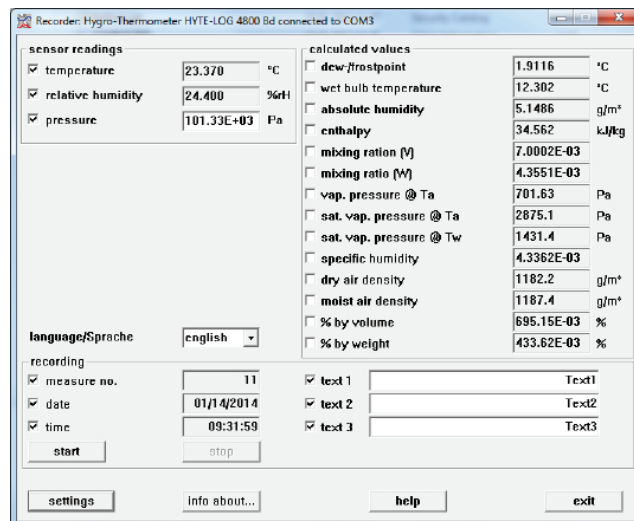 Recorder: Hygro-Thermometer HYTE-LOG 4800 Bd connected to COM3
sensor readings
temperature 23.370 °C
relative humidity 24.400 %rH
pressure 101.33E+03 Pa
calculated values
dew-/frostpoint 1.9116 °C
wet bulb temperature 12.302 °C
absolute humidity 5.1486 g/m³
enthalpy 34.562 kJ/kg
mixing ration (V) 7.0002E-03
mixing ratio (W) 4.3551E-03
vap. pressure @ Ta 701.63 Pa
sat. vap. pressure @ Ta 2875.1 Pa
sat. vap. pressure @ Tw 1431.4 Pa
specific humidity 4.3362E-03
dry air density 1182.2 g/m³
moist air density 1187.4 g/m³
% by volume 695.15E-03 %
% by weight 433.62E-03 %
language/Sprache english
recording
measure no. 11
date 01/14/2014
time 09:31:59
text 1 Text1
text 2 Text2
text 3 Text3
start stop
settings info about... help exit